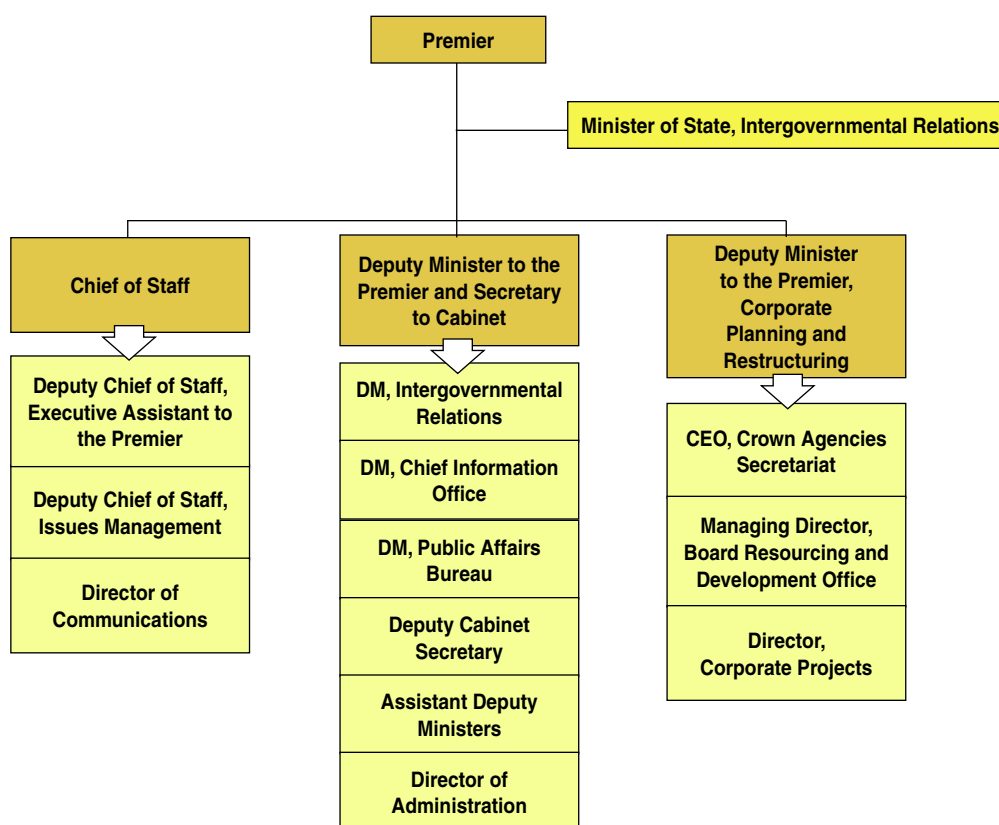 Premier
Minister of State, Intergovernmental Relations
Chief of Staff
Deputy Chief of Staff,
Executive Assistant to
the Premier
Deputy Chief of Staff,
Issues Management
Director of
Communications
Deputy Minister to the
Premier and Secretary
to Cabinet
DM, Intergovernmental
Relations
DM, Chief Information
Office
DM, Public Affairs
Bureau
Deputy Cabinet
Secretary
Assistant Deputy
Ministers
Director of
Administration
Deputy Minister
to the Premier,
Corporate
Planning and
Restructuring
CEO, Crown Agencies
Secretariat
Managing Director,
Board Resourcing and
Development Office
Director,
Corporate Projects